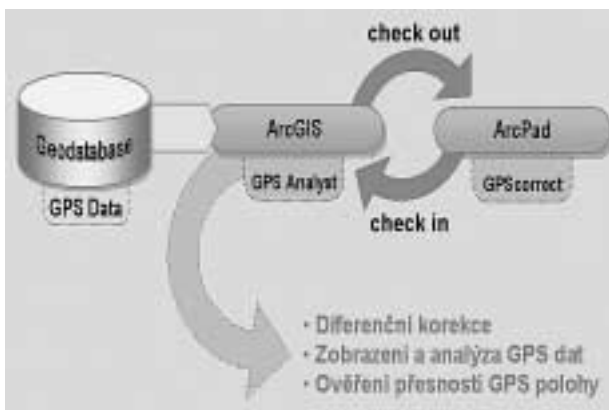 check out
Geodatabase
ArcGIS
ArcPad
GPS Data
GPS Analyst
GPScorrect
check in
• Diferenční korekce
• Zobrazení a analýza GPS dat
• Ověření přesnosti GPS polohy